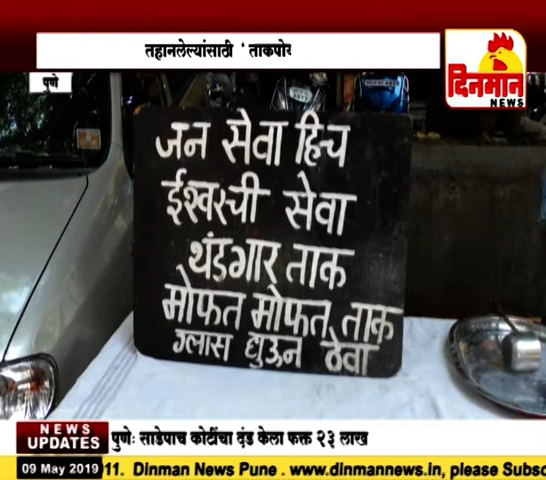 तहानलेल्यांसाठी ' ताकपोय
पुणे
दिनमान
NEWS
जन सेवा हिच
ईश्वरची सेवा
थंडगार ताक
मोफत मोफत ताक
ग्लास धुऊन ठेवा
NEWS
UPDATES
पुणे: साडेपाच कोटींचा दंड केला फक्त २३ लाख
09 May 2019
11. Dinman News Pune . www.dinmannews.in, please Subsc